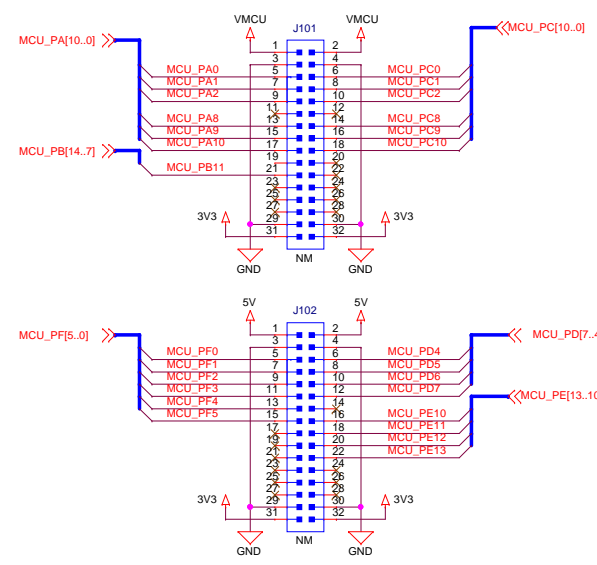 VMCU J101 VMCU
MCU_PA[10..0] MCU_PC[10..0]
1 2
3 4
MCU_PA0 5 6 MCU_PC0
MCU_PA1 7 8 MCU_PC1
MCU_PA2 9 10 MCU_PC2
11 12
MCU_PA8 13 14 MCU_PC8
MCU_PA9 15 16 MCU_PC9
MCU_PA10 17 18 MCU_PC10
MCU_PB[14..7] 19 20
MCU_PB11 21 22
23 24
25 26
27 28
3V3 29 30 3V3
31 32
GND NM GND
5V J102 5V
MCU_PF[5..0] 1 2 MCU_PD[7..4
3 4
MCU_PF0 5 6 MCU_PD4
MCU_PF1 7 8 MCU_PD5
MCU_PF2 9 10 MCU_PD6
MCU_PF3 11 12 MCU_PD7
MCU_PE[13..10
MCU_PF4 13 14
MCU_PF5 15 16 MCU_PE10
17 18 MCU_PE11
19 20 MCU_PE12
21 22 MCU_PE13
23 24
25 26
27 28
3V3 29 30 3V3
31 32
GND NM GND